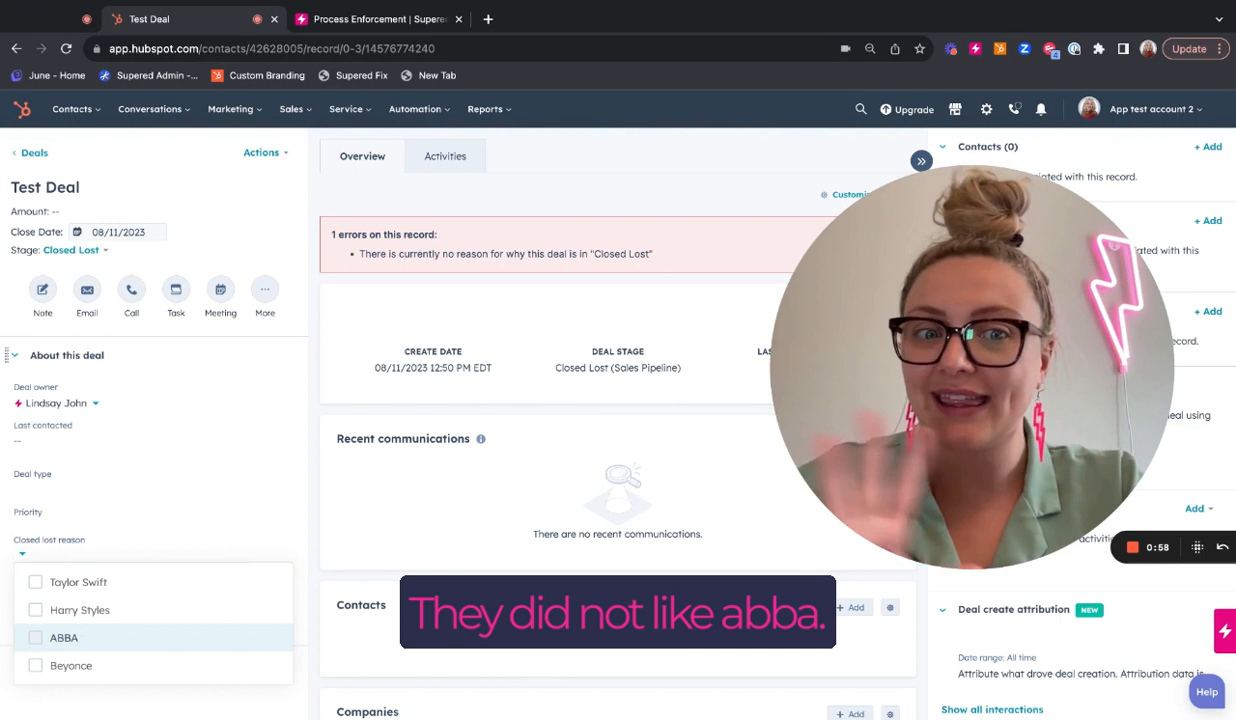 Test Deal
Process Enforcement | Supered
app.hubspot.com/contacts/42628005/record/0-3/14576774240
4
Update
June - Home
Supered Admin -...
Custom Branding
Supered Fix
New Tab
Contacts
Conversations
Marketing
Sales
Service
Automation
Reports
Upgrade
App test account 2
Deals
Actions
Test Deal
Amount: --
Close Date: 08/11/2023
Stage: Closed Lost
Note
Email
Call
Task
Meeting
More
About this deal
Deal owner
Lindsay John
Last contacted
--
Deal type
Priority
Closed lost reason
Taylor Swift
Harry Styles
ABBA
Beyonce
Overview
Activities
1 errors on this record:
• There is currently no reason for why this deal is in "Closed Lost"
CREATE DATE
08/11/2023 12:50 PM EDT
DEAL STAGE
Closed Lost (Sales Pipeline)
Recent communications
There are no recent communications.
Contacts
+ Add
They did not like abba.
Companies
+ Add
Contacts (0)
+ Add
with this record.
+ Add
with this
+ Add
using
Add
0:58
Deal create attribution NEW
Date range: All time
Attribute what drove deal creation. Attribution data is
Show all interactions
Help